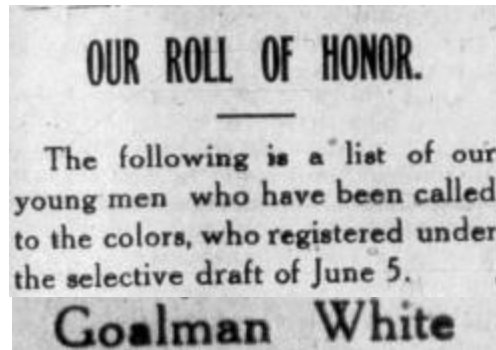 OUR ROLL OF HONOR.
The following is a list of our
young men who have been called
to the colors, who registered under
the selective draft of June 5.
Goalman White